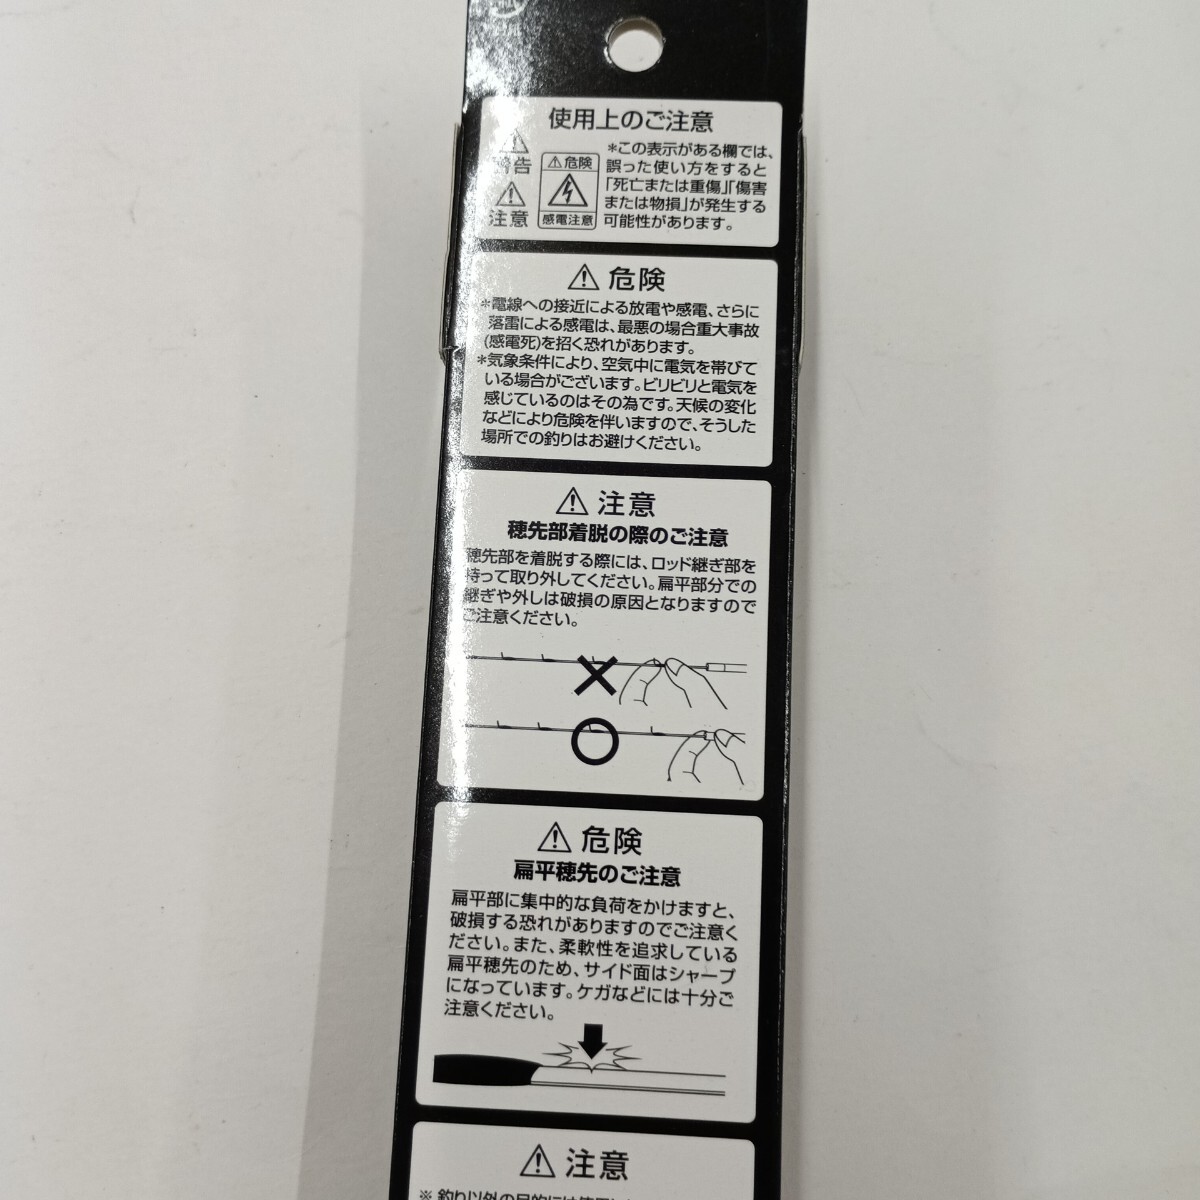 使用上のご注意
警告
注意
危険
感電注意
*この表示がある欄では、
誤った使い方をすると
「死亡または重傷」「傷害
または物損」が発生する
可能性があります。
危険
*電線への接近による放電や感電、さらに
落雷による感電は、最悪の場合重大事故
(感電死)を招く恐れがあります。
*気象条件により、空気中に電気を帯びて
いる場合がございます。ビリビリと電気を
感じているのはその為です。天候の変化
などにより危険を伴いますので、そうした
場所での釣りはお避けください。
注意
穂先部着脱の際のご注意
穂先部を着脱する際には、ロッド継ぎ部を
持って取り外してください。扁平部分での
継ぎや外しは破損の原因となりますので
ご注意ください。
危険
扁平穂先のご注意
扁平部に集中的な負荷をかけますと、
破損する恐れがありますのでご注意く
ださい。また、柔軟性を追求している
扁平穂先のため、サイド面はシャープ
になっています。ケガなどには十分ご
注意ください。
注意
※釣り以外の目的には使用